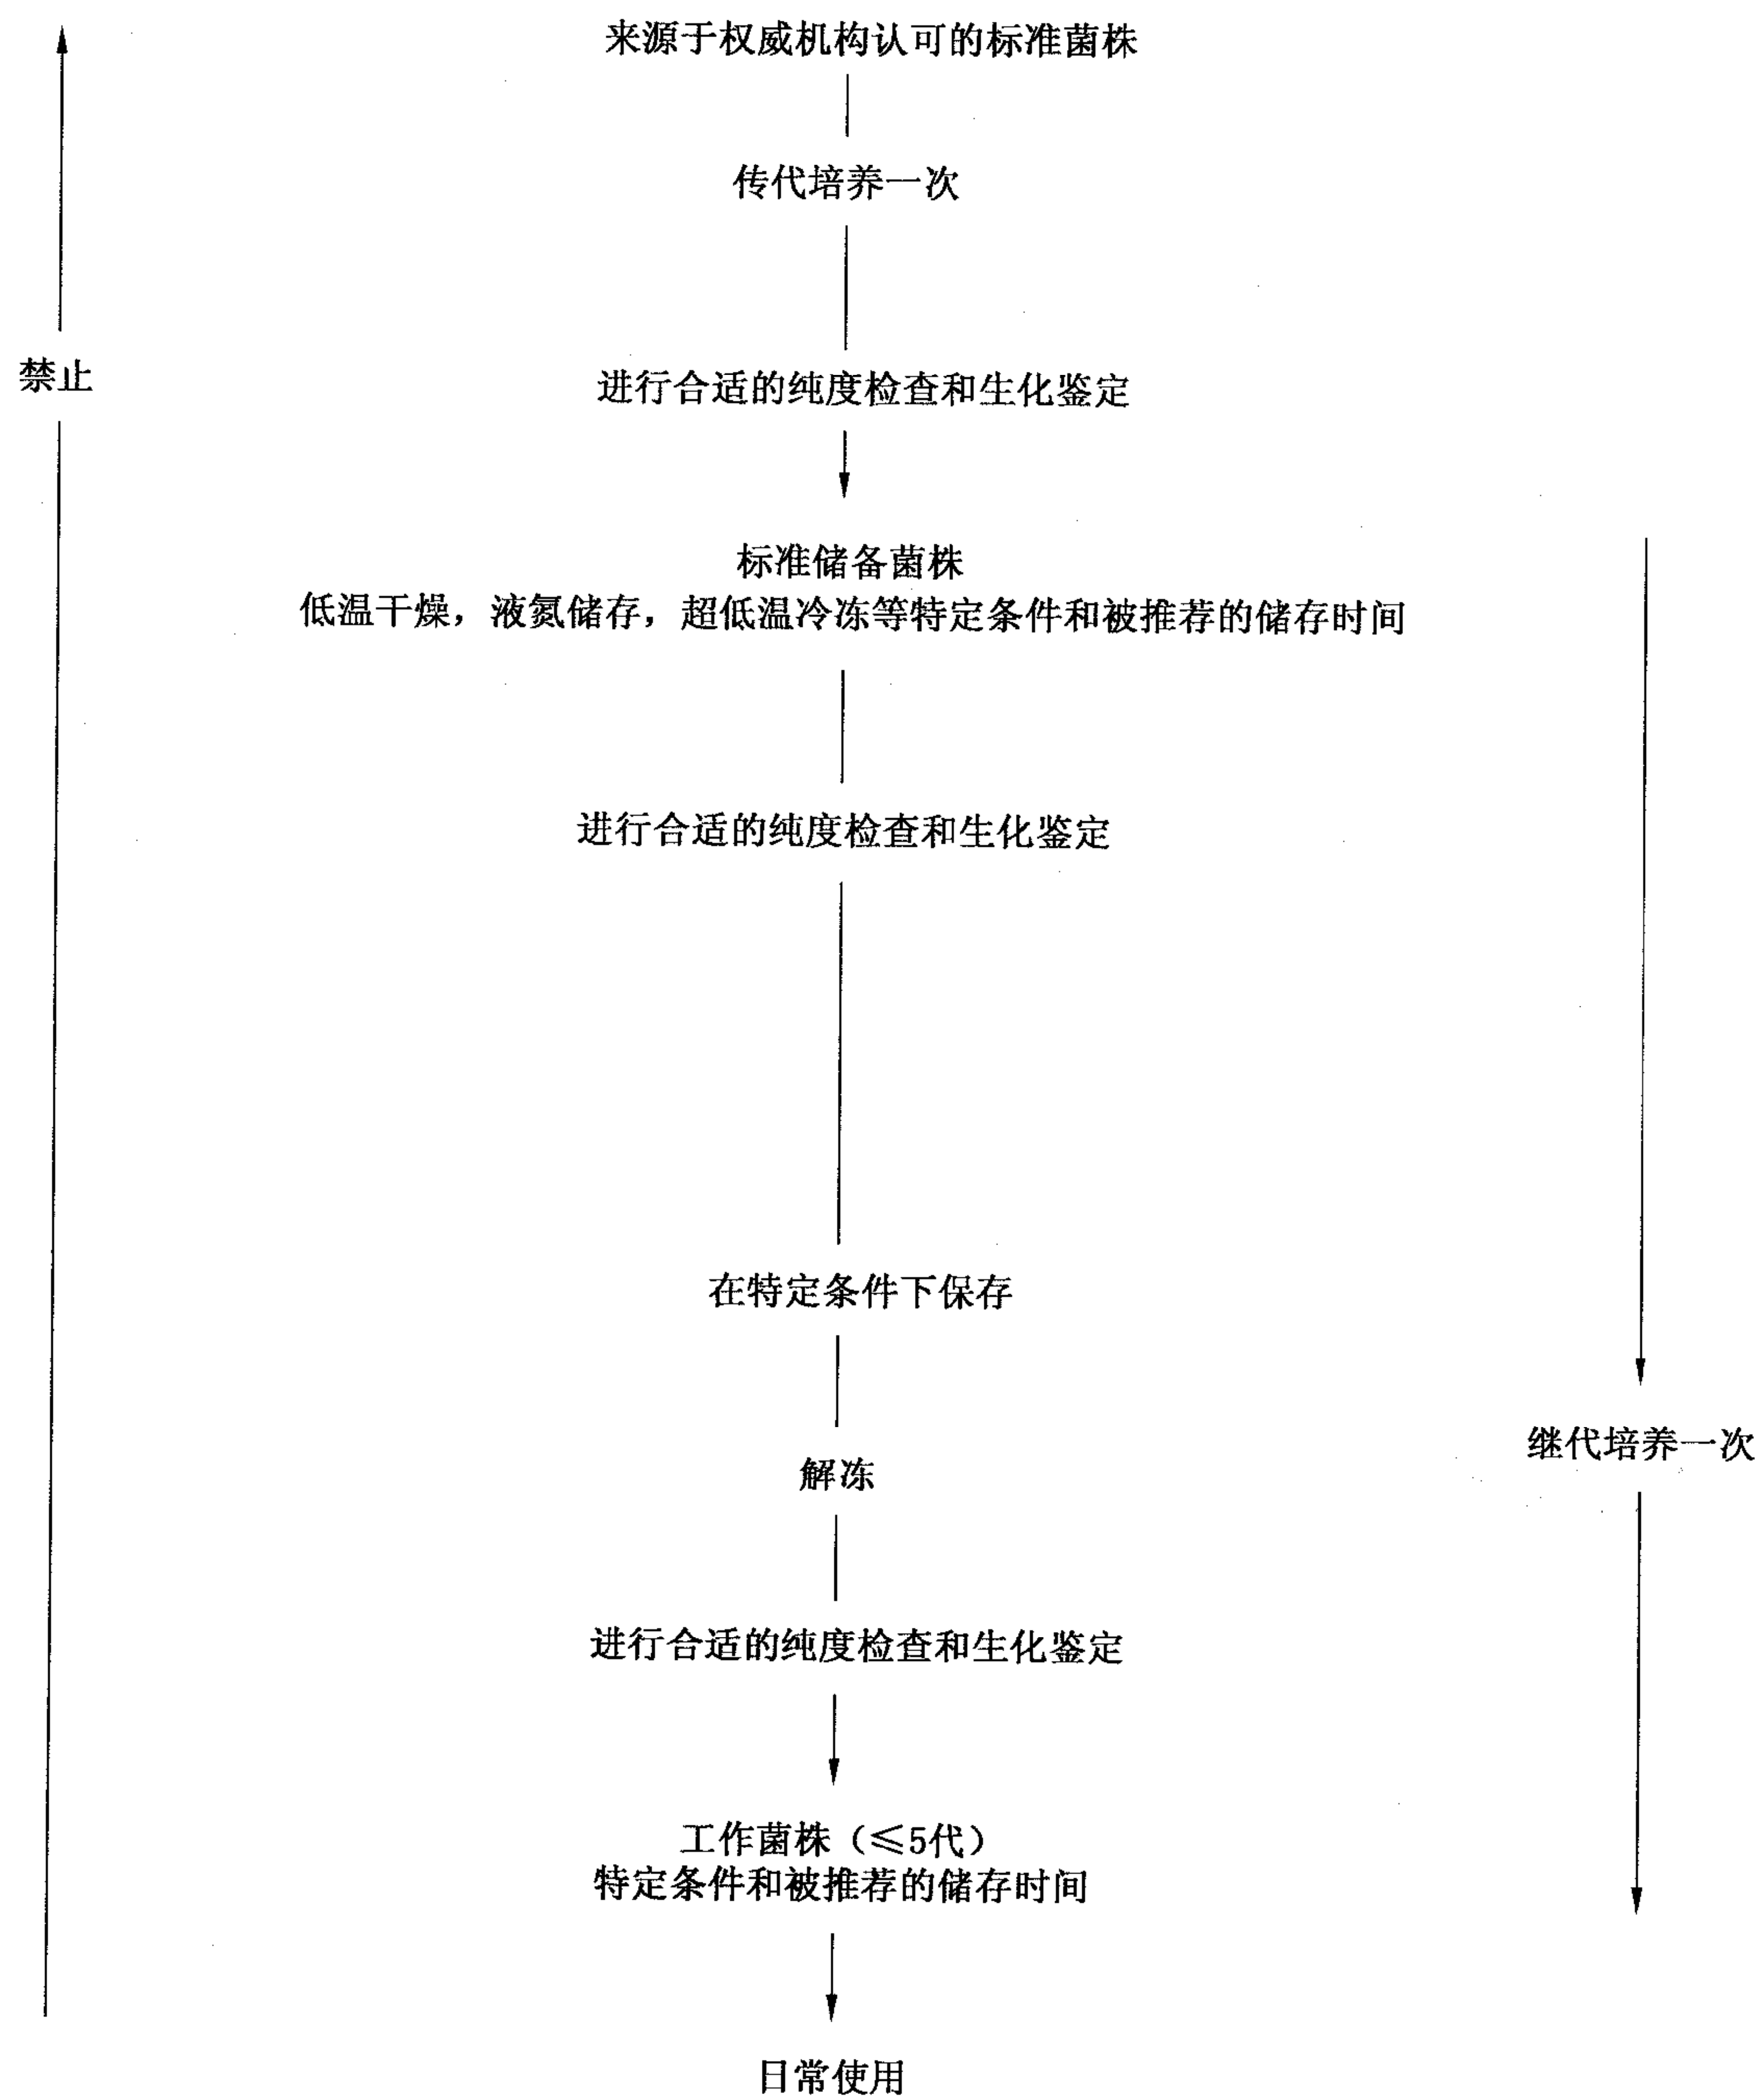 来源于权威机构认可的标准菌株
传代培养一次
禁止
进行合适的纯度检查和生化鉴定
标准储备菌株
低温干燥，液氮储存，超低温冷冻等特定条件和被推荐的储存时间
进行合适的纯度检查和生化鉴定
在特定条件下保存
继代培养一次
解冻
进行合适的纯度检查和生化鉴定
工作菌株（≤5代）
特定条件和被推荐的储存时间
日常使用